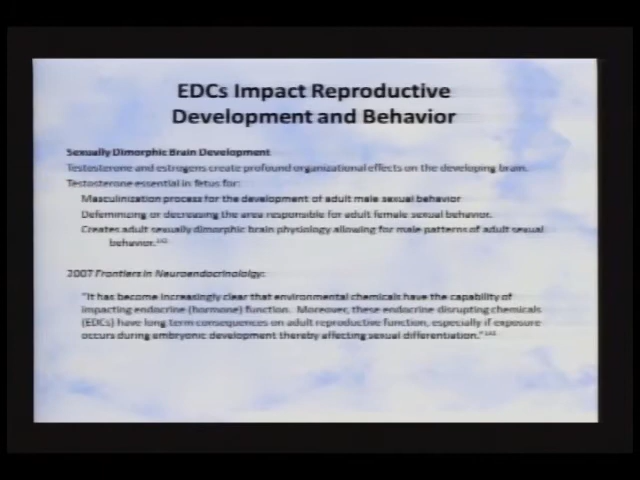 EDCs Impact Reproductive
Development and Behavior
Sexually Dimorphic Brain Development
Testosterone and estrogens create profound organizational effects on the developing brain.
Testosterone essential in fetus for:
Masculinization process for the development of adult male sexual behavior
Defeminizing or decreasing the area responsible for adult female sexual behavior.
Creates adult sexually dimorphic brain physiology allowing for male patterns of adult sexual
behavior.
2007 Frontiers in Neuroendocrinololgy:
"It has become increasingly clear that environmental chemicals have the capability of
impacting endocrine (hormone) function. Moreover, these endocrine disrupting chemicals
(EDCs) have long term consequences on adult reproductive function, especially if exposure
occurs during embryonic development thereby affecting sexual differentiation."